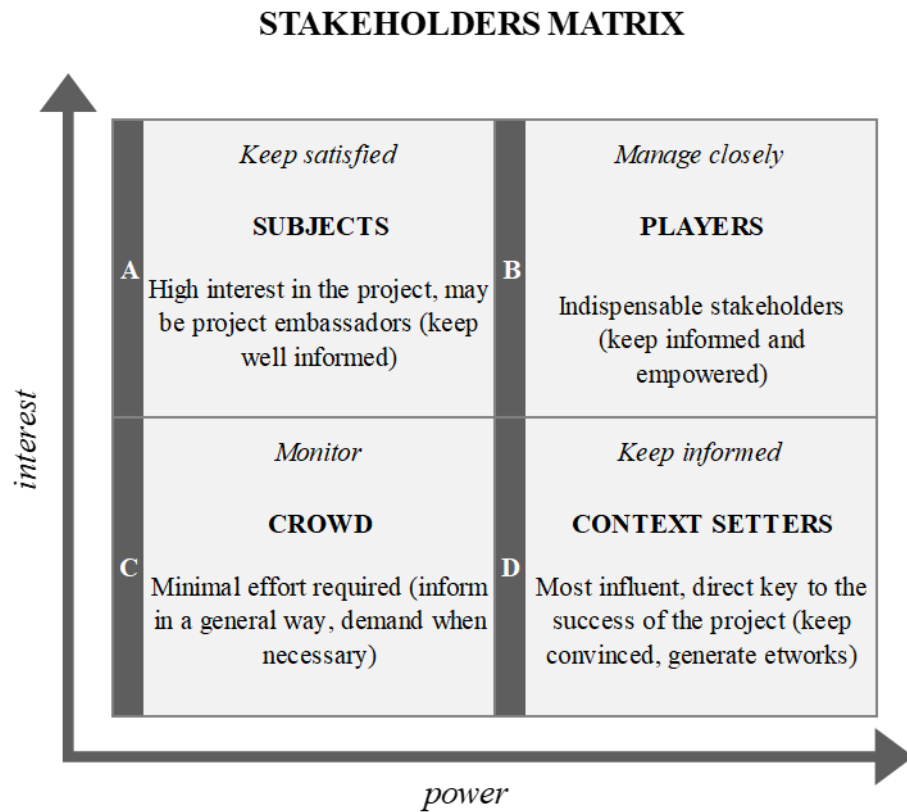 STAKEHOLDERS MATRIX
Keep satisfied
SUBJECTS
A
High interest in the project, may
be project embassadors (keep
well informed)
Manage closely
PLAYERS
B
Indispensable stakeholders
(keep informed and
empowered)
interest
Monitor
CROWD
C
Minimal effort required (inform
in a general way, demand when
necessary)
Keep informed
CONTEXT SETTERS
D
Most influent, direct key to the
success of the project (keep
convinced, generate etworks)
power